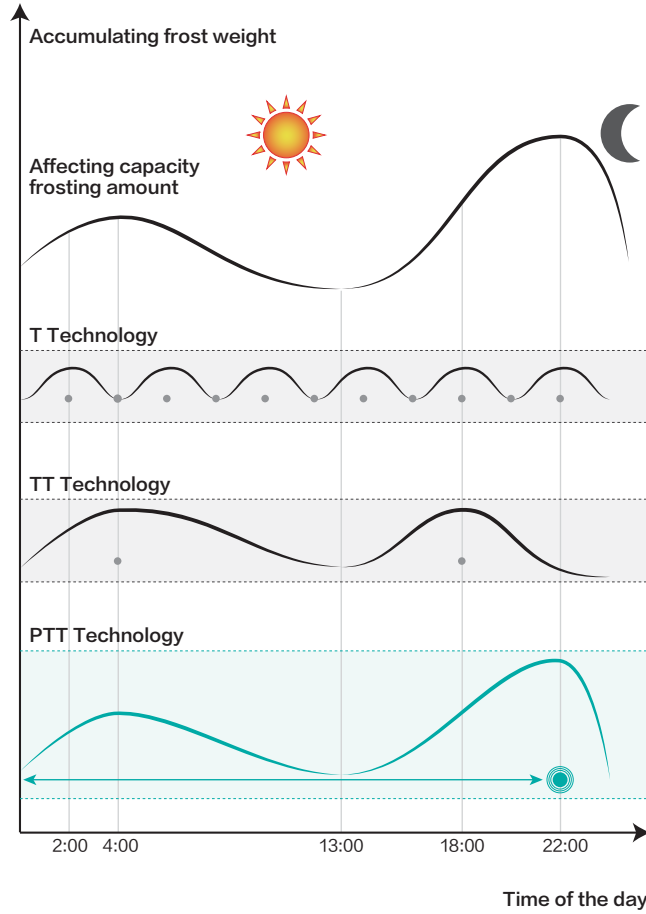 Accumulating frost weight
Affecting capacity
frosting amount
T Technology
TT Technology
PTT Technology
2:00 4:00 13:00 18:00 22:00
Time of the day